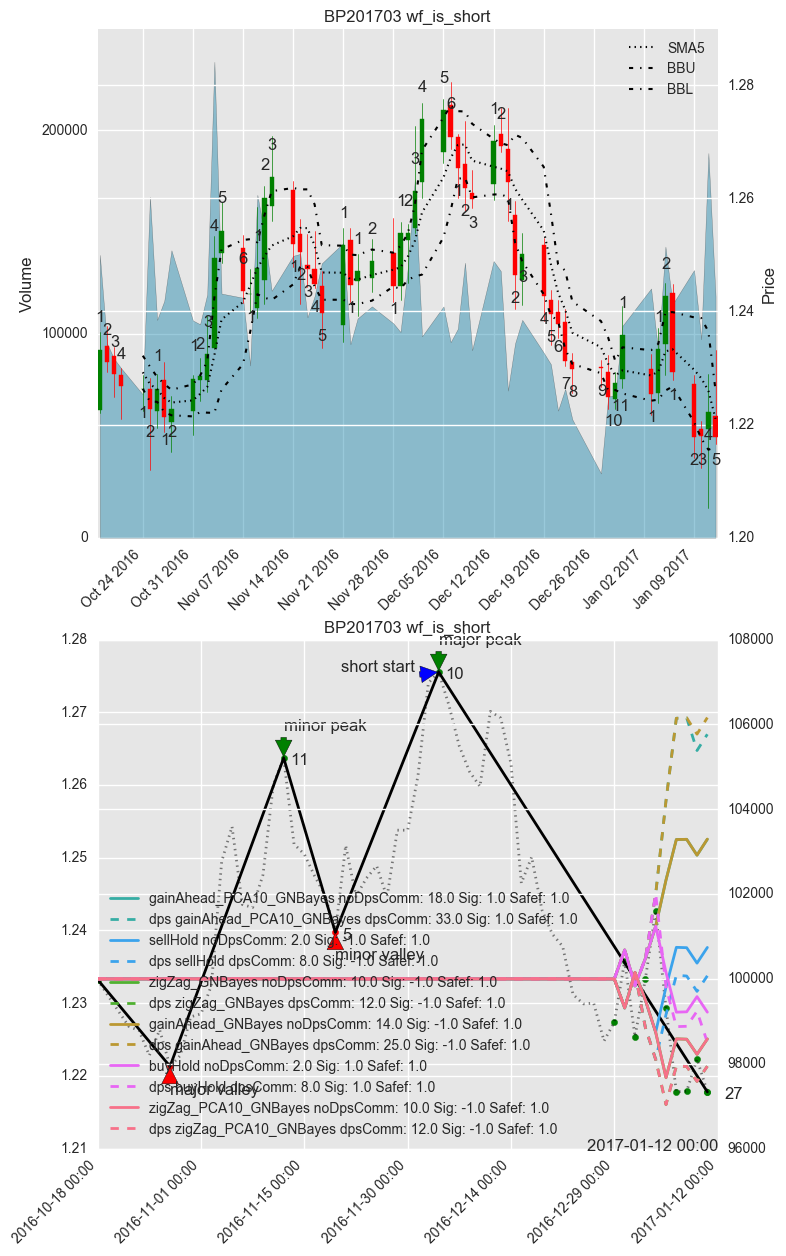 BP201703 wf_is_short
SMA5
BBU
BBL
Volume
Price
200000
100000
0
1.28
1.26
1.24
1.22
1.20
Oct 24 2016
Oct 31 2016
Nov 07 2016
Nov 14 2016
Nov 21 2016
Nov 28 2016
Dec 05 2016
Dec 12 2016
Dec 19 2016
Dec 26 2016
Jan 02 2017
Jan 09 2017
BP201703 wf_is_short
major peak
short start
10
minor peak
11
5
minor valley
major valley
27
2017-01-12 00:00
1.28
1.27
1.26
1.25
1.24
1.23
1.22
1.21
108000
106000
104000
102000
100000
98000
96000
gainAhead_PCA10_GNBayes noDpsComm: 18.0 Sig: 1.0 Safef: 1.0
dps gainAhead_PCA10_GNBayes dpsComm: 33.0 Sig: 1.0 Safef: 1.0
sellHold noDpsComm: 2.0 Sig: -1.0 Safef: 1.0
dps sellHold dpsComm: 8.0 Sig: -1.0 Safef: 1.0
zigZag_GNBayes noDpsComm: 10.0 Sig: -1.0 Safef: 1.0
dps zigZag_GNBayes dpsComm: 12.0 Sig: -1.0 Safef: 1.0
gainAhead_GNBayes noDpsComm: 14.0 Sig: -1.0 Safef: 1.0
dps gainAhead_GNBayes dpsComm: 25.0 Sig: -1.0 Safef: 1.0
buyHold noDpsComm: 2.0 Sig: 1.0 Safef: 1.0
dps buyHold dpsComm: 8.0 Sig: 1.0 Safef: 1.0
zigZag_PCA10_GNBayes noDpsComm: 10.0 Sig: -1.0 Safef: 1.0
dps zigZag_PCA10_GNBayes dpsComm: 12.0 Sig: -1.0 Safef: 1.0
2016-10-18 00:00
2016-11-01 00:00
2016-11-15 00:00
2016-11-30 00:00
2016-12-14 00:00
2016-12-29 00:00
2017-01-12 00:00